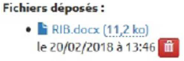 Fichiers déposés :
RIB.docx (11,2 ko)
le 20/02/2018 à 13:46